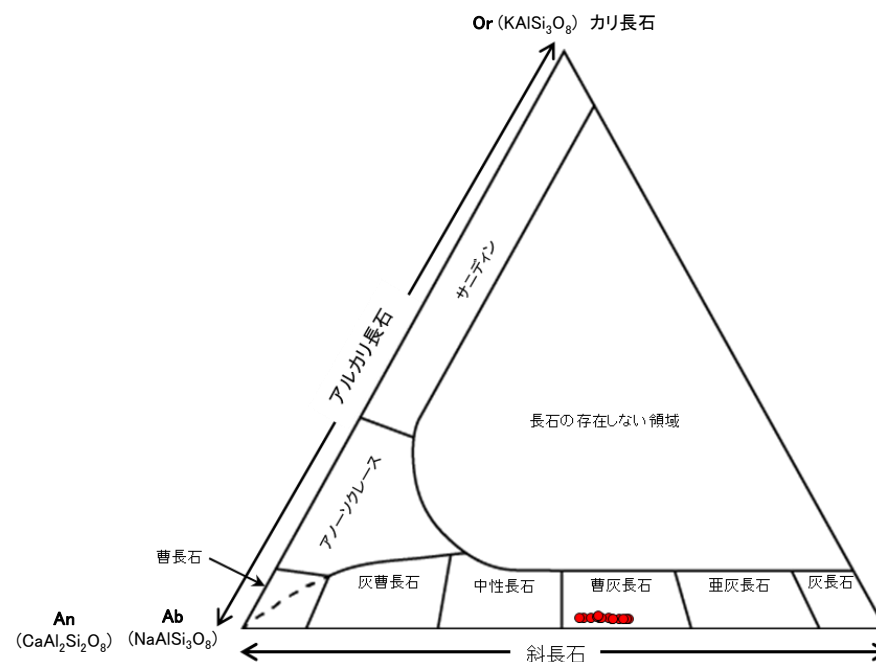 Or (KAlSi3O8) カリ長石
サニディン
アルカリ長石
長石の存在しない領域
アノーソクレース
曹長石
灰曹長石
中性長石
曹灰長石
亜灰長石
灰長石
An
(CaAl2Si2O8)
Ab
(NaAlSi3O8)
斜長石